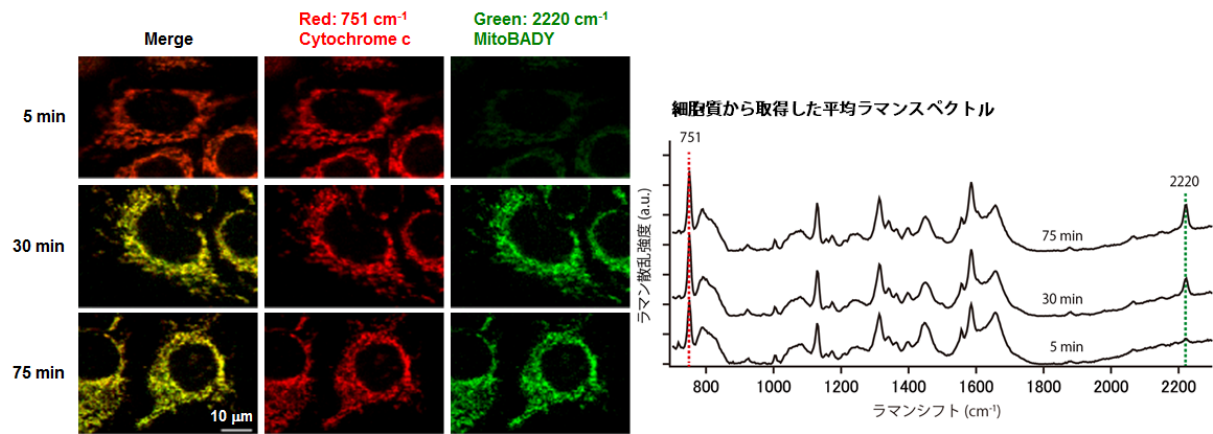 Merge
Red: 751 cm⁻¹
Cytochrome c
Green: 2220 cm⁻¹
MitoBADY
5 min
30 min
75 min
10 μm
細胞質から取得した平均ラマンスペクトル
751
2220
75 min
30 min
5 min
ラマン散乱強度 (a.u.)
800 1000 1200 1400 1600 1800 2000 2200
ラマンシフト (cm⁻¹)